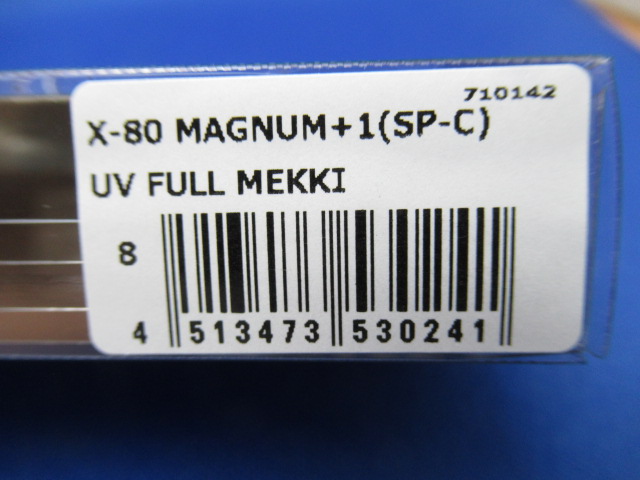 710142
X-80 MAGNUM+1(SP-C)
UV FULL MEKKI
8
4 513473 530241